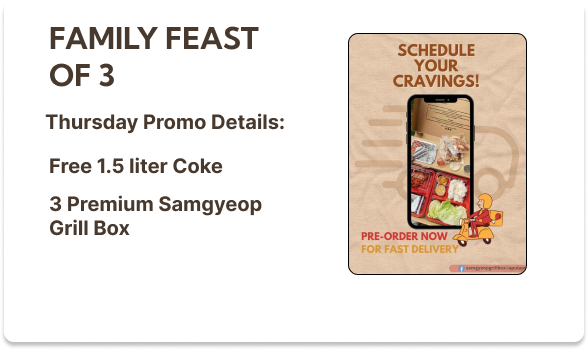 FAMILY FEAST
OF 3
Thursday Promo Details:
Free 1.5 liter Coke
3 Premium Samgyeop
Grill Box
SCHEDULE
YOUR
CRAVINGS!
PRE-ORDER NOW
FOR FAST DELIVERY